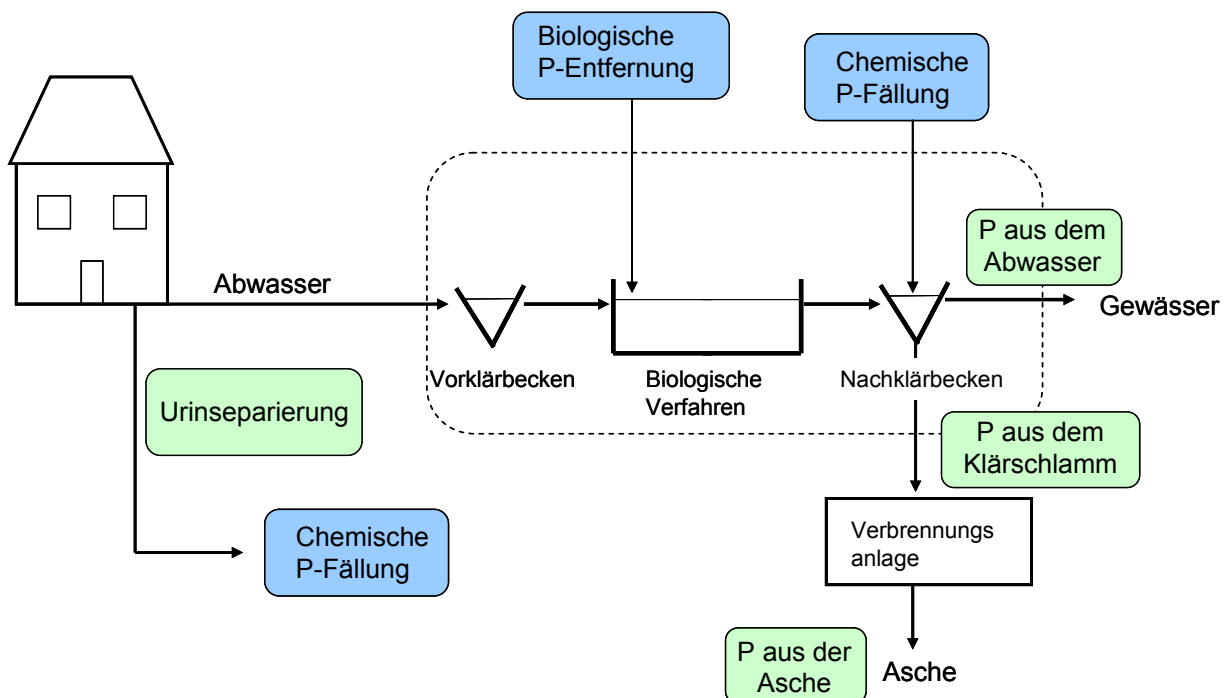 Biologische
P-Entfernung
Chemische
P-Fällung
P aus dem
Abwasser
Abwasser
Gewässer
Vorklärbecken
Biologische
Verfahren
Nachklärbecken
Urinseparierung
P aus dem
Klärschlamm
Chemische
P-Fällung
Verbrennungs
anlage
P aus der
Asche
Asche